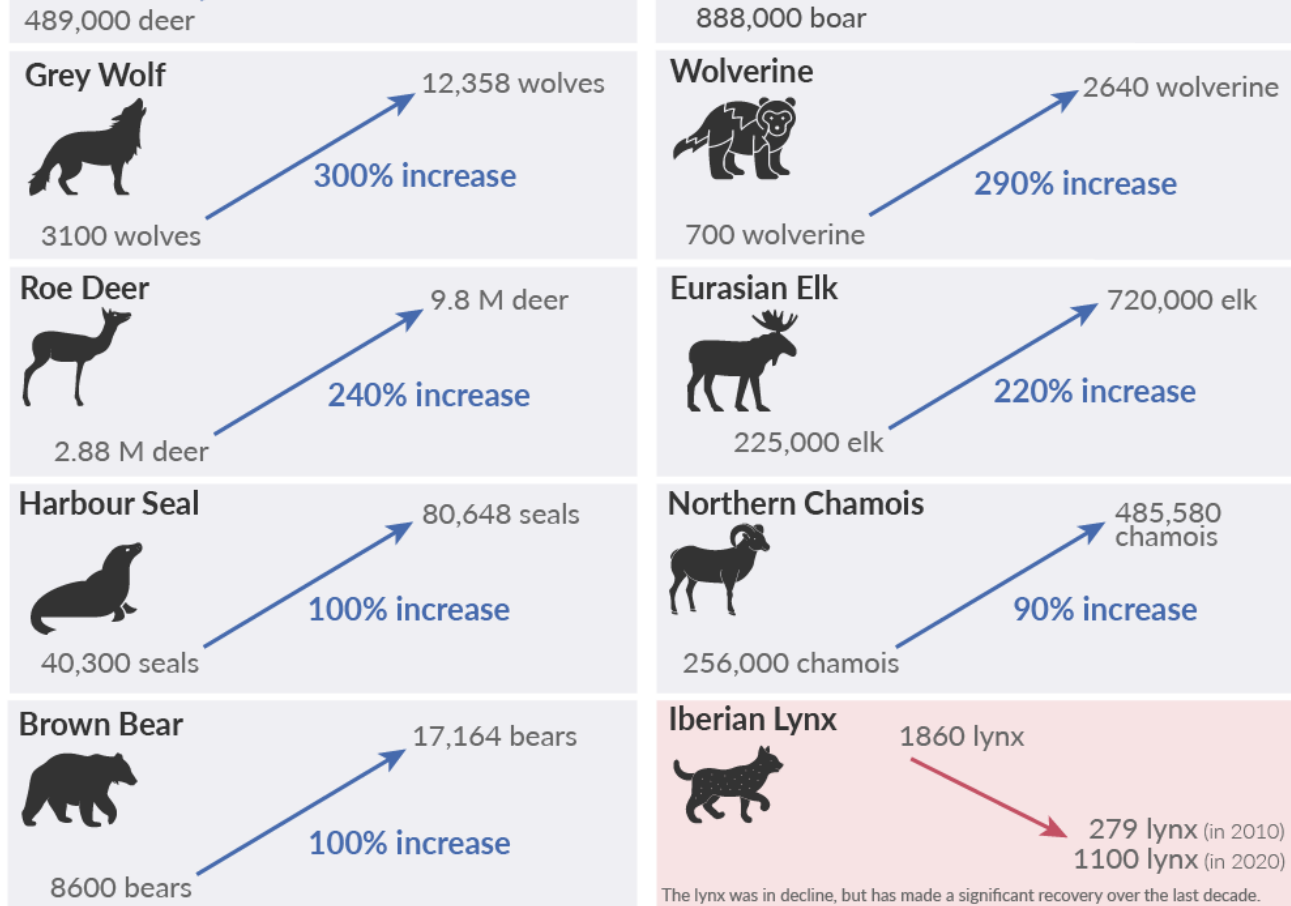 489,000 deer
888,000 boar
Grey Wolf
12,358 wolves
300% increase
3100 wolves
Wolverine
2640 wolverine
290% increase
700 wolverine
Roe Deer
9.8 M deer
240% increase
2.88 M deer
Eurasian Elk
720,000 elk
220% increase
225,000 elk
Harbour Seal
80,648 seals
100% increase
40,300 seals
Northern Chamois
485,580
chamois
90% increase
256,000 chamois
Brown Bear
17,164 bears
100% increase
8600 bears
Iberian Lynx
1860 lynx
279 lynx (in 2010)
1100 lynx (in 2020)
The lynx was in decline, but has made a significant recovery over the last decade.